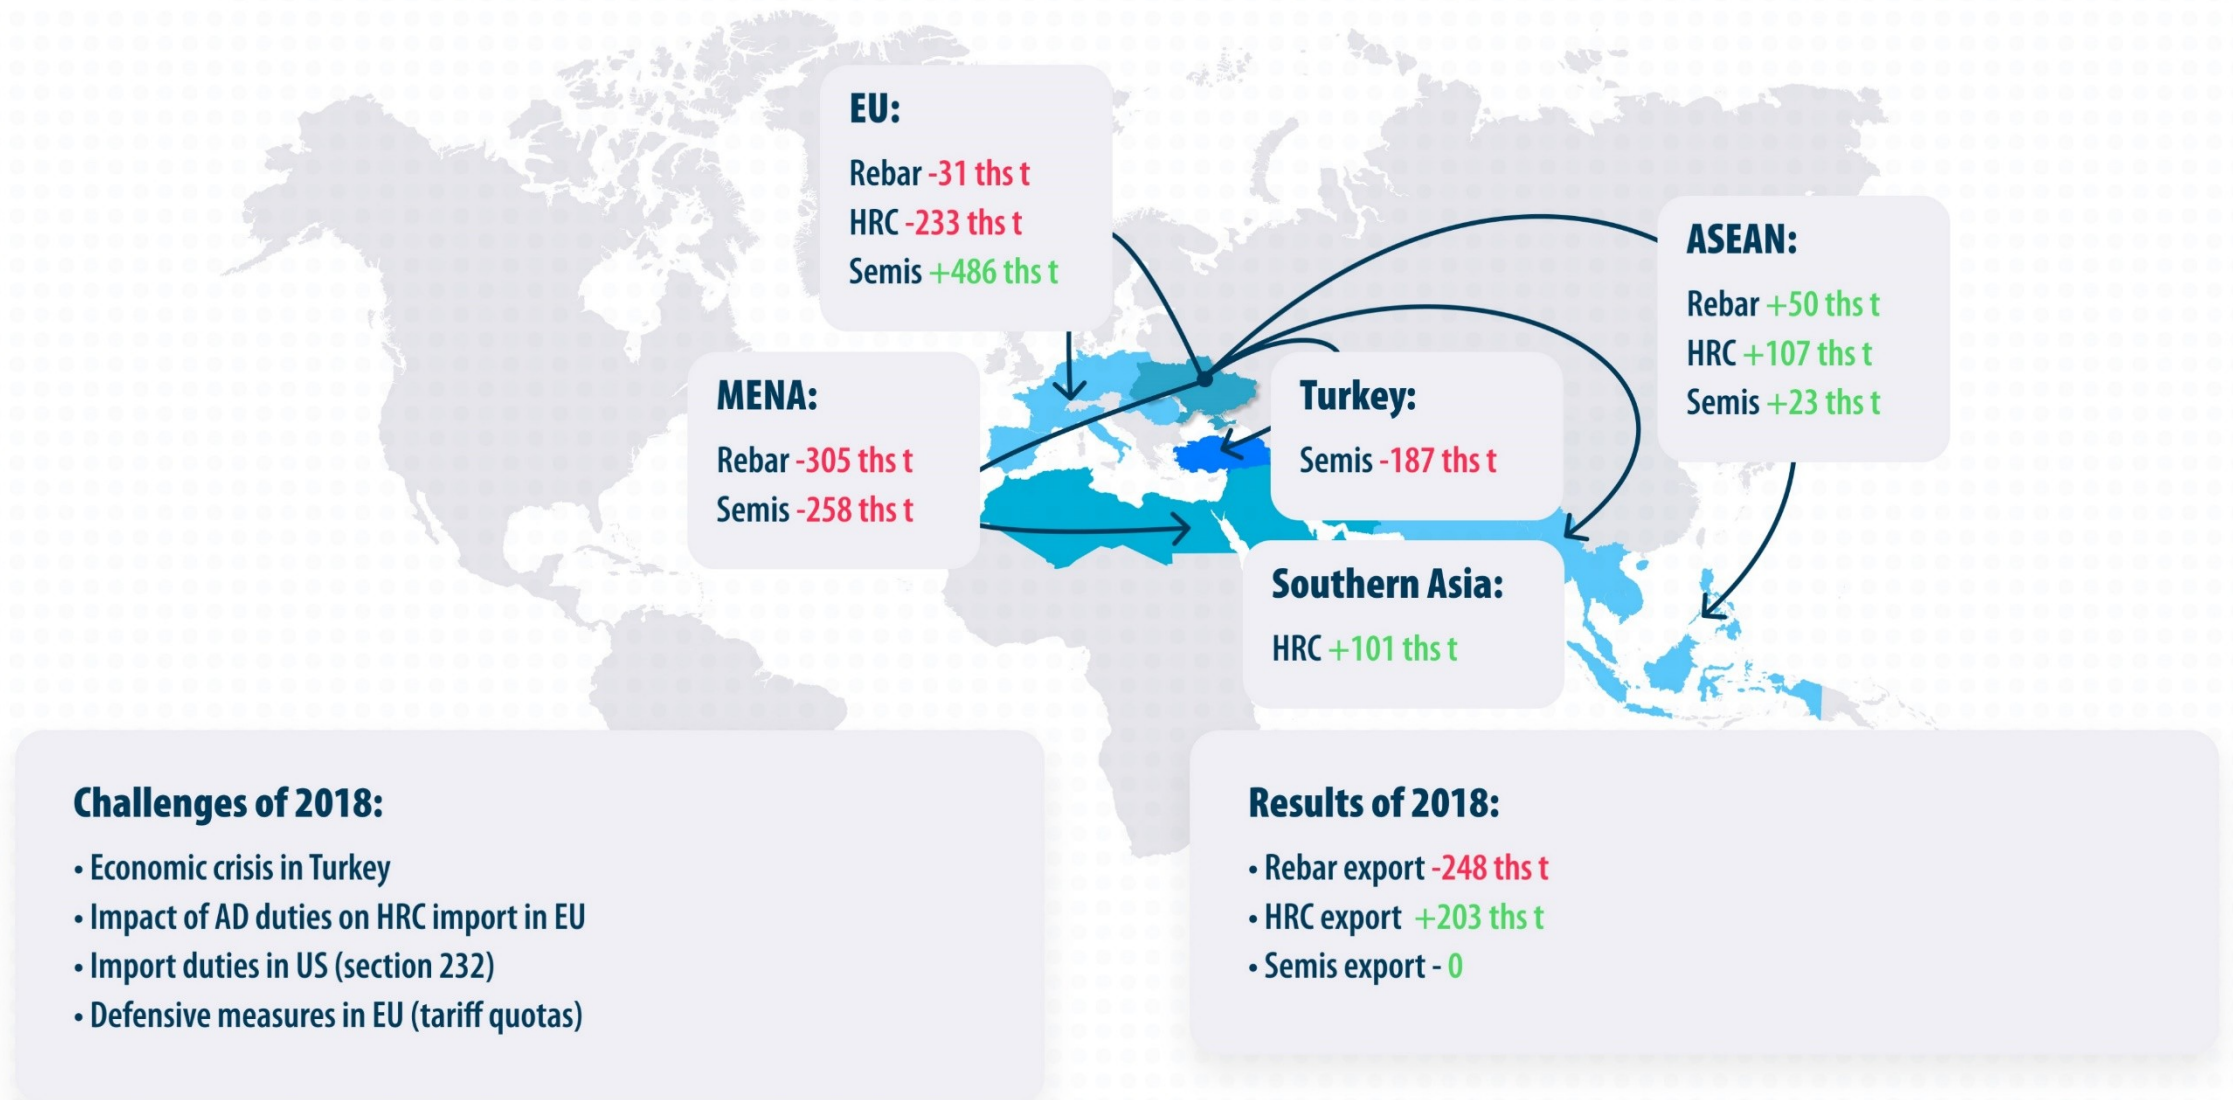 EU:
Rebar -31 ths t
HRC -233 ths t
Semis +486 ths t
ASEAN:
Rebar +50 ths t
HRC +107 ths t
Semis +23 ths t
MENA:
Rebar -305 ths t
Semis -258 ths t
Turkey:
Semis -187 ths t
Southern Asia:
HRC +101 ths t
Challenges of 2018:
• Economic crisis in Turkey
• Impact of AD duties on HRC import in EU
• Import duties in US (section 232)
• Defensive measures in EU (tariff quotas)
Results of 2018:
• Rebar export -248 ths t
• HRC export +203 ths t
• Semis export - 0